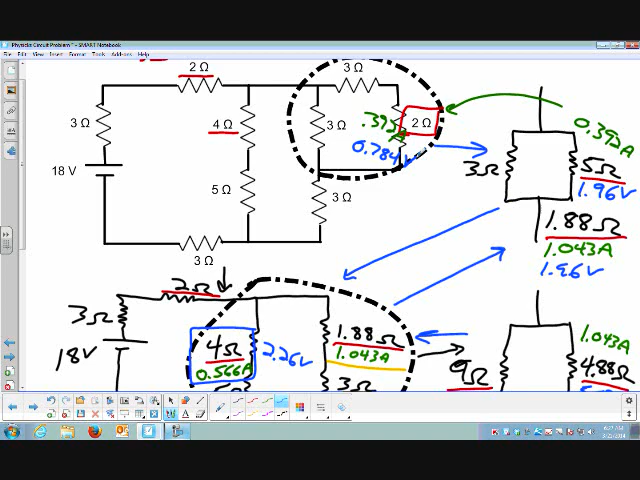 Physics Circuit Problem * - SMART Notebook
File Edit View Insert Format Tools Add-ons Help
2 Ω
3 Ω
3 Ω
4 Ω
3 Ω
.392A
2 Ω
0.784V
18 V
5 Ω
3 Ω
3 Ω
0.392A
3Ω
5Ω
1.96V
1.88Ω
1.043A
1.96V
2Ω
3Ω
18V
4Ω
0.566A
2.26V
1.88Ω
1.043A
3Ω
1.043A
9Ω
4.88Ω
3/25/2014